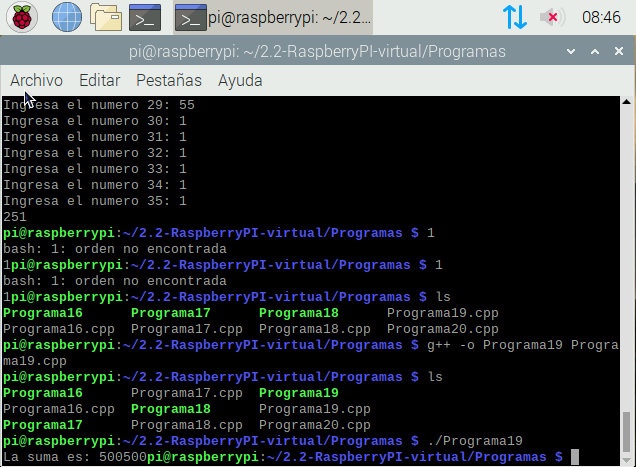 pi@raspberrypi: ~/2.2...
08:46
pi@raspberrypi: ~/2.2-RaspberryPI-virtual/Programas
Archivo Editar Pestañas Ayuda
Ingresa el numero 29: 55
Ingresa el numero 30: 1
Ingresa el numero 31: 1
Ingresa el numero 32: 1
Ingresa el numero 33: 1
Ingresa el numero 34: 1
Ingresa el numero 35: 1
251
pi@raspberrypi:~/2.2-RaspberryPI-virtual/Programas $ 1
bash: 1: orden no encontrada
1pi@raspberrypi:~/2.2-RaspberryPI-virtual/Programas $ 1
bash: 1: orden no encontrada
1pi@raspberrypi:~/2.2-RaspberryPI-virtual/Programas $ ls
Programa16 Programa17 Programa18 Programa19.cpp
Programa16.cpp Programa17.cpp Programa18.cpp Programa20.cpp
pi@raspberrypi:~/2.2-RaspberryPI-virtual/Programas $ g++ -o Programa19 Progra
ma19.cpp
pi@raspberrypi:~/2.2-RaspberryPI-virtual/Programas $ ls
Programa16 Programa17.cpp Programa19
Programa16.cpp Programa18 Programa19.cpp
Programa17 Programa18.cpp Programa20.cpp
pi@raspberrypi:~/2.2-RaspberryPI-virtual/Programas $ ./Programa19
La suma es: 500500pi@raspberrypi:~/2.2-RaspberryPI-virtual/Programas $